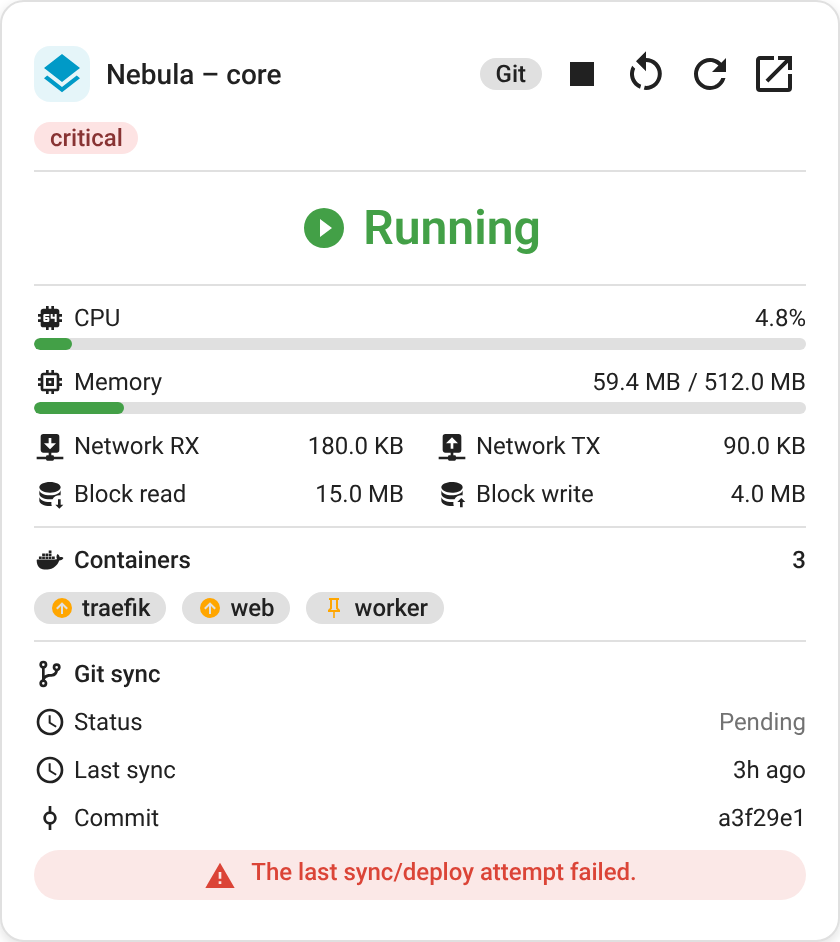 Nebula – core
Git
critical
Running
64 CPU 4.8%
Memory 59.4 MB / 512.0 MB
Network RX 180.0 KB Network TX 90.0 KB
Block read 15.0 MB Block write 4.0 MB
Containers 3
traefik web worker
Git sync
Status Pending
Last sync 3h ago
Commit a3f29e1
The last sync/deploy attempt failed.